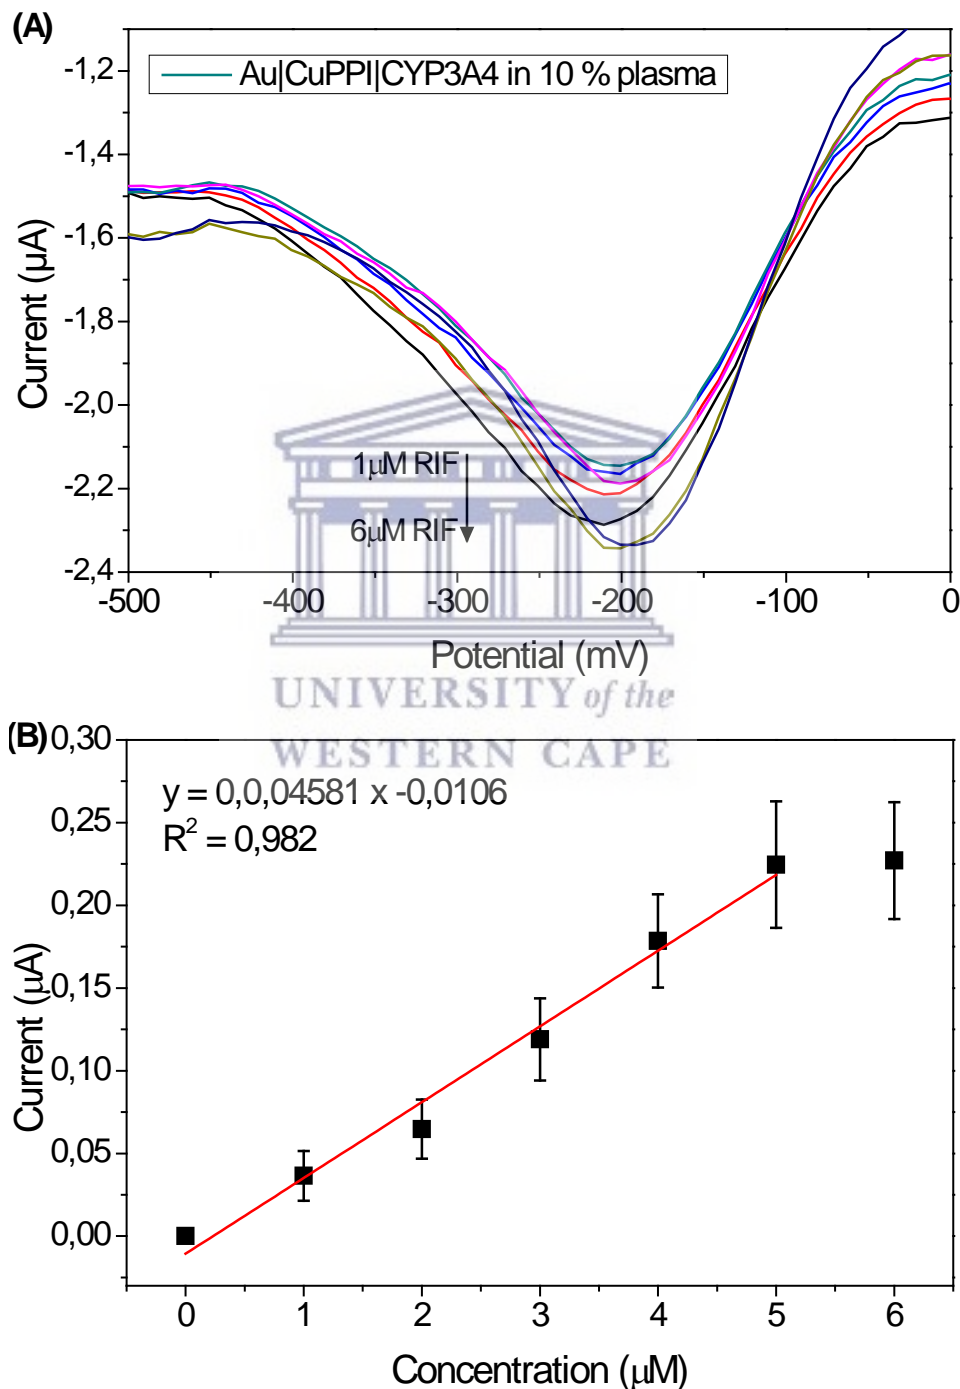 (A)
Au|CuPPI||CYP3A4 in 10 % plasma
-1,2
-1,4
-1,6
-1,8
-2,0
-2,2
-2,4
Current (µA)
1µM RIF
6µM RIF
-500 -400 -300 -200 -100 0
Potential (mV)
UNIVERSITY of the
WESTERN CAPE
(B)
y = 0,0,04581 x -0,0106
R² = 0,982
0,30
0,25
0,20
0,15
0,10
0,05
0,00
Current (µA)
0 1 2 3 4 5 6
Concentration (µM)